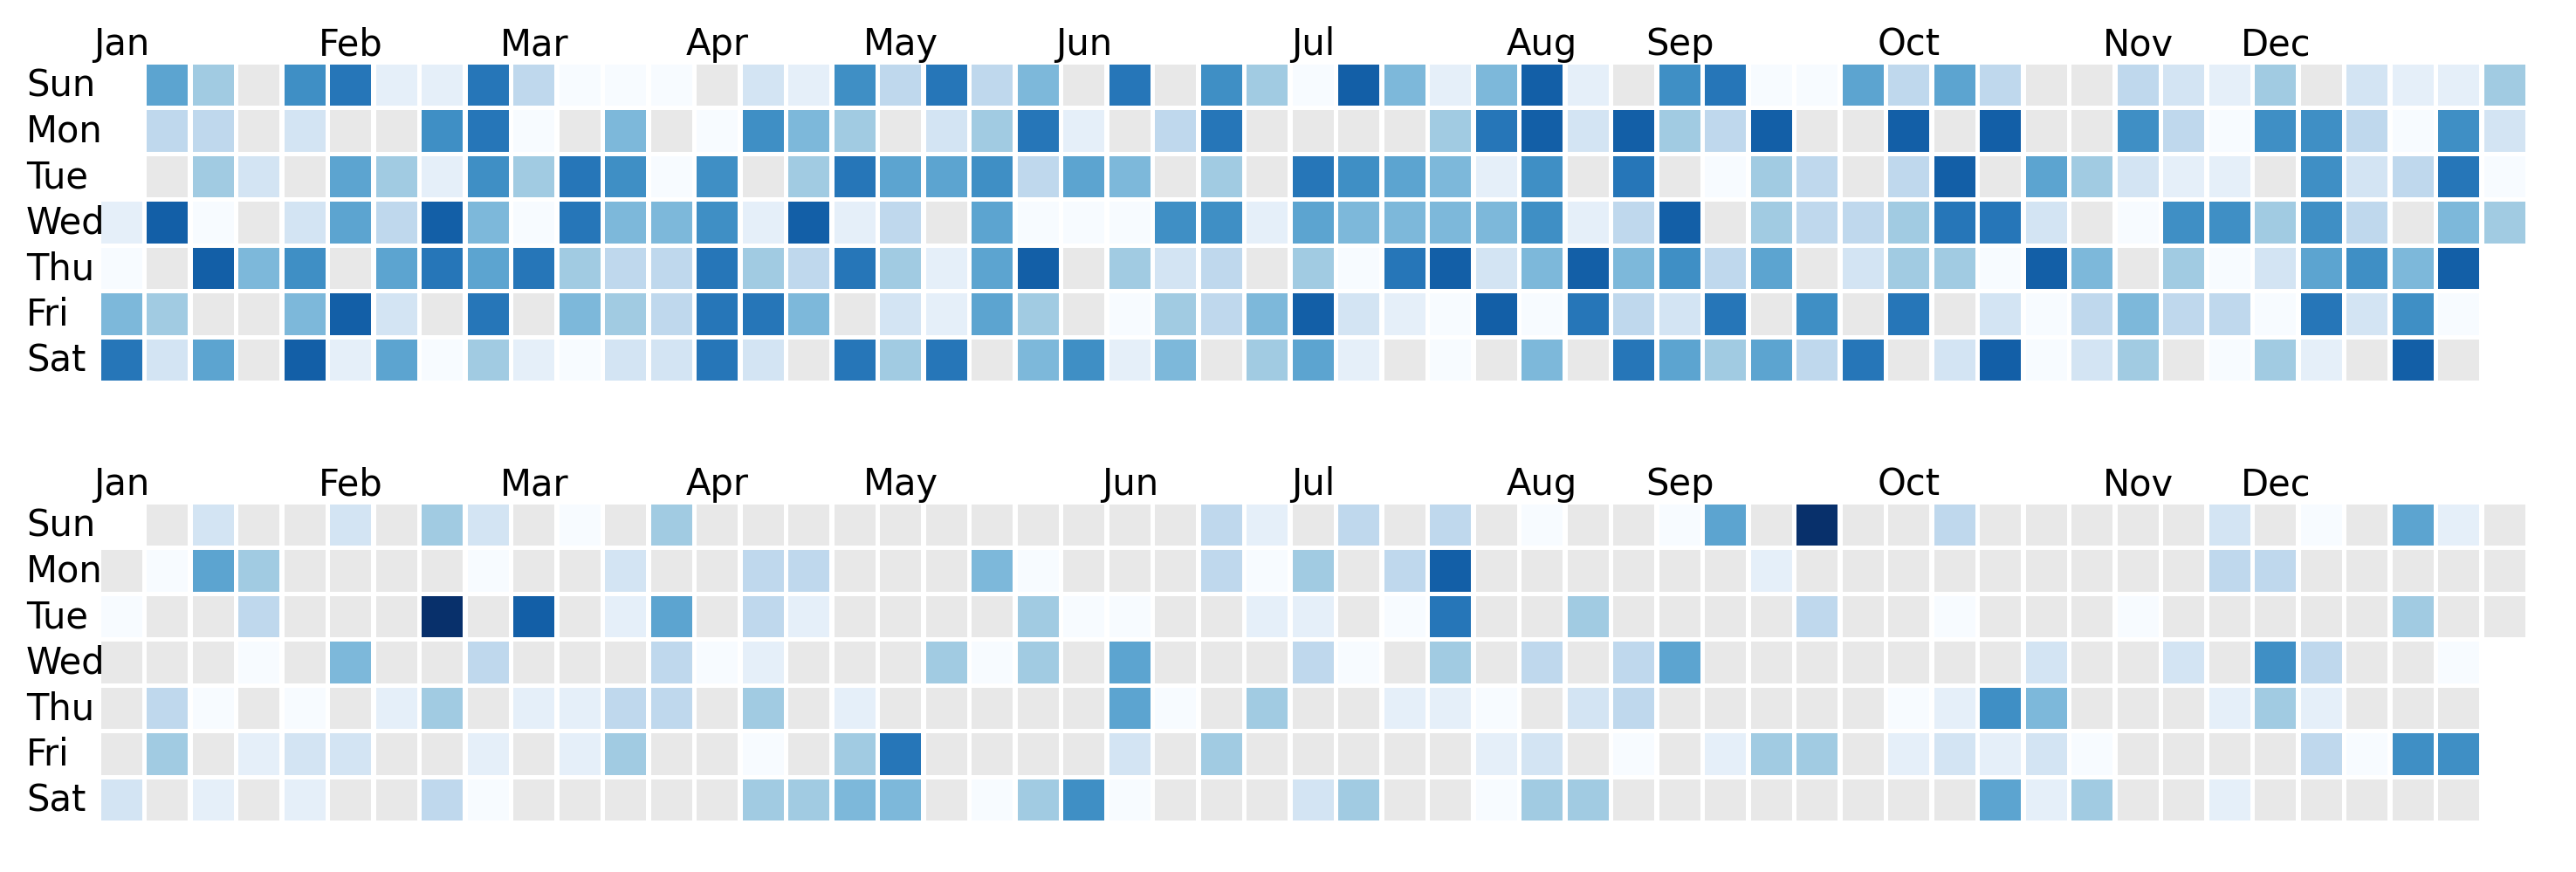 Jan Feb Mar Apr May Jun Jul Aug Sep Oct Nov Dec
Sun
Mon
Tue
Wed
Thu
Fri
Sat
Jan Feb Mar Apr May Jun Jul Aug Sep Oct Nov Dec
Sun
Mon
Tue
Wed
Thu
Fri
Sat